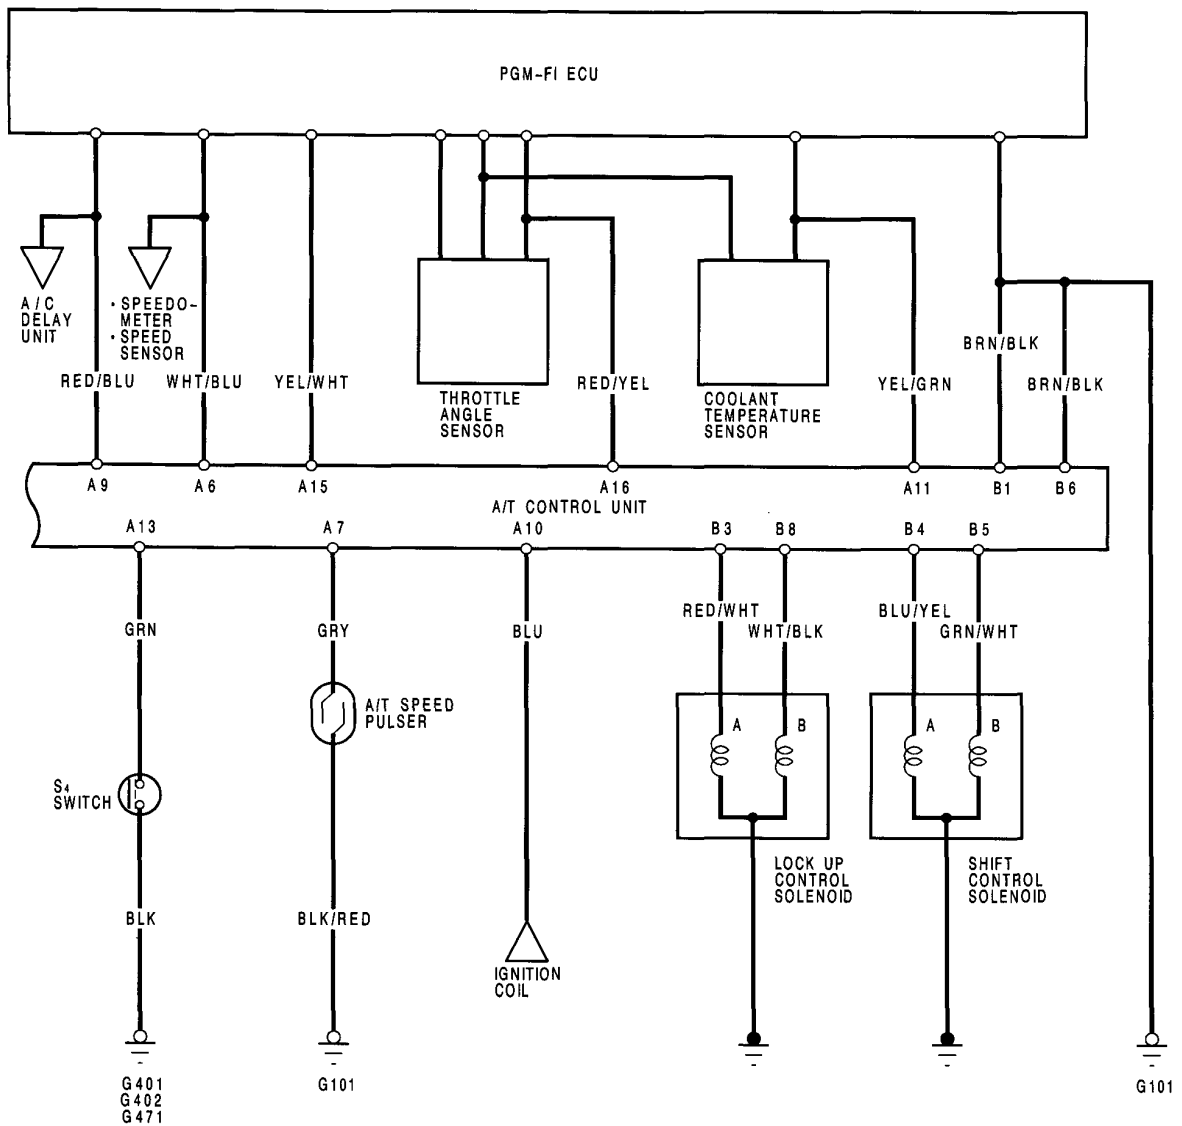 PGM-FI ECU
A/C
DELAY
UNIT
• SPEEDO-
METER
• SPEED
SENSOR
BRN/BLK
RED/BLU
WHT/BLU
YEL/WHT
RED/YEL
YEL/GRN
BRN/BLK
THROTTLE
ANGLE
SENSOR
COOLANT
TEMPERATURE
SENSOR
A9
A6
A15
A16
A11
B1
B6
A/T CONTROL UNIT
A13
A7
A10
B3
B8
B4
B5
RED/WHT
BLU/YEL
GRN
GRY
BLU
WHT/BLK
GRN/WHT
A/T SPEED
PULSER
A
B
A
B
S4
SWITCH
LOCK UP
CONTROL
SOLENOID
SHIFT
CONTROL
SOLENOID
BLK
BLK/RED
IGNITION
COIL
G401
G402
G471
G101
G101